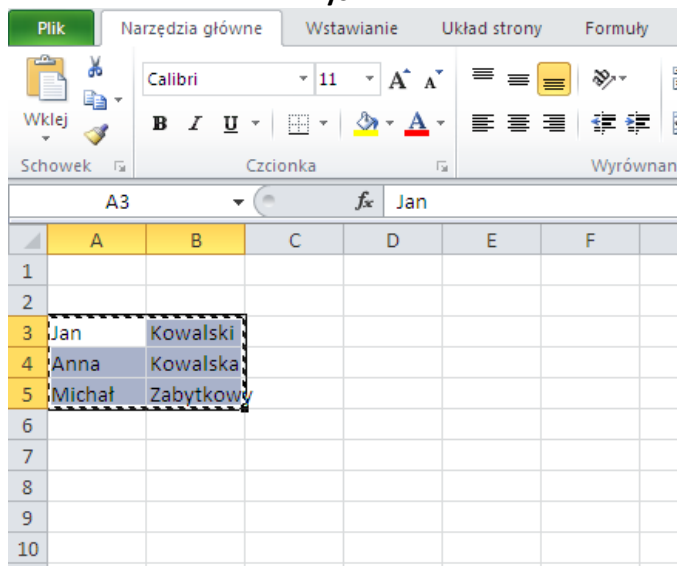 Plik Narzędzia główne Wstawianie Układ strony Formuły
Calibri 11 A A
Wklej B I U A
Schowek Czcionka Wyrównan
A3 fx Jan
A B C D E F
1
2
3 Jan Kowalski
4 Anna Kowalska
5 Michał Zabytkowy
6
7
8
9
10